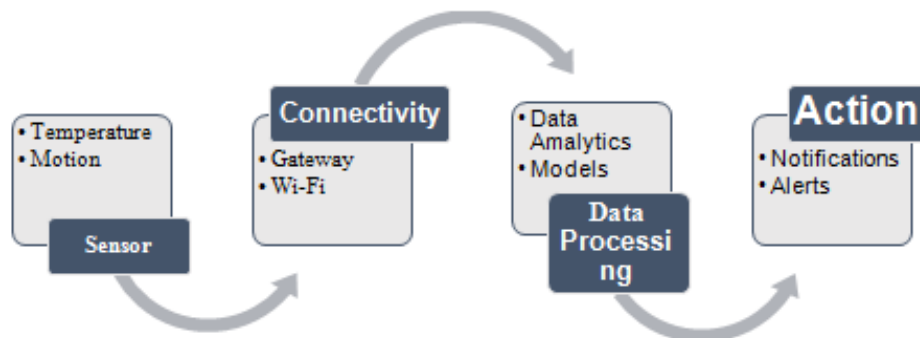 • Temperature
• Motion
Sensor
Connectivity
• Gateway
• Wi-Fi
• Data
Amalytics
• Models
Data
Processi
ng
Action
• Notifications
• Alerts